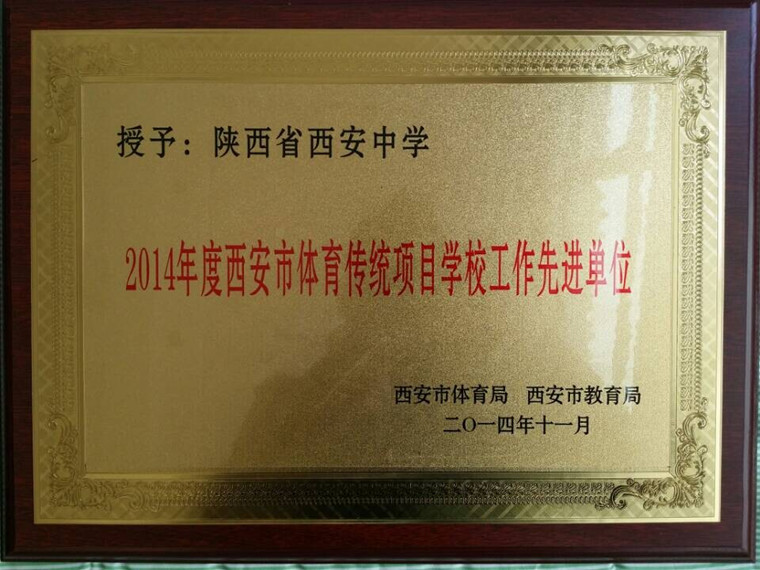 授予：陕西省西安中学
2014年度西安市体育传统项目学校工作先进单位
西安市体育局 西安市教育局
二〇一四年十一月